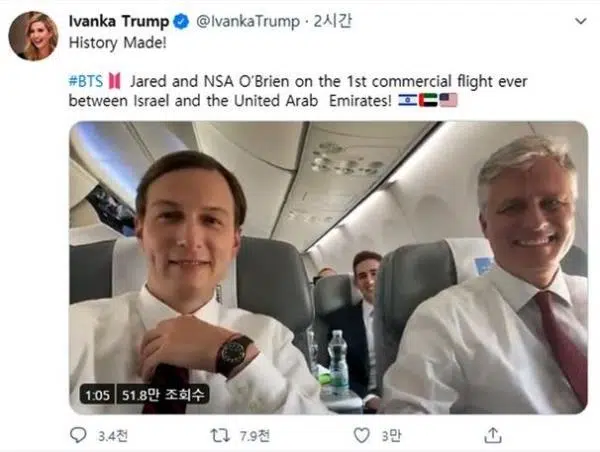 Ivanka Trump @IvankaTrump · 2시간
History Made!
#BTS Jared and NSA O'Brien on the 1st commercial flight ever
between Israel and the United Arab Emirates!
1:05 51.8만 조회수
3.4천 7.9천 3만